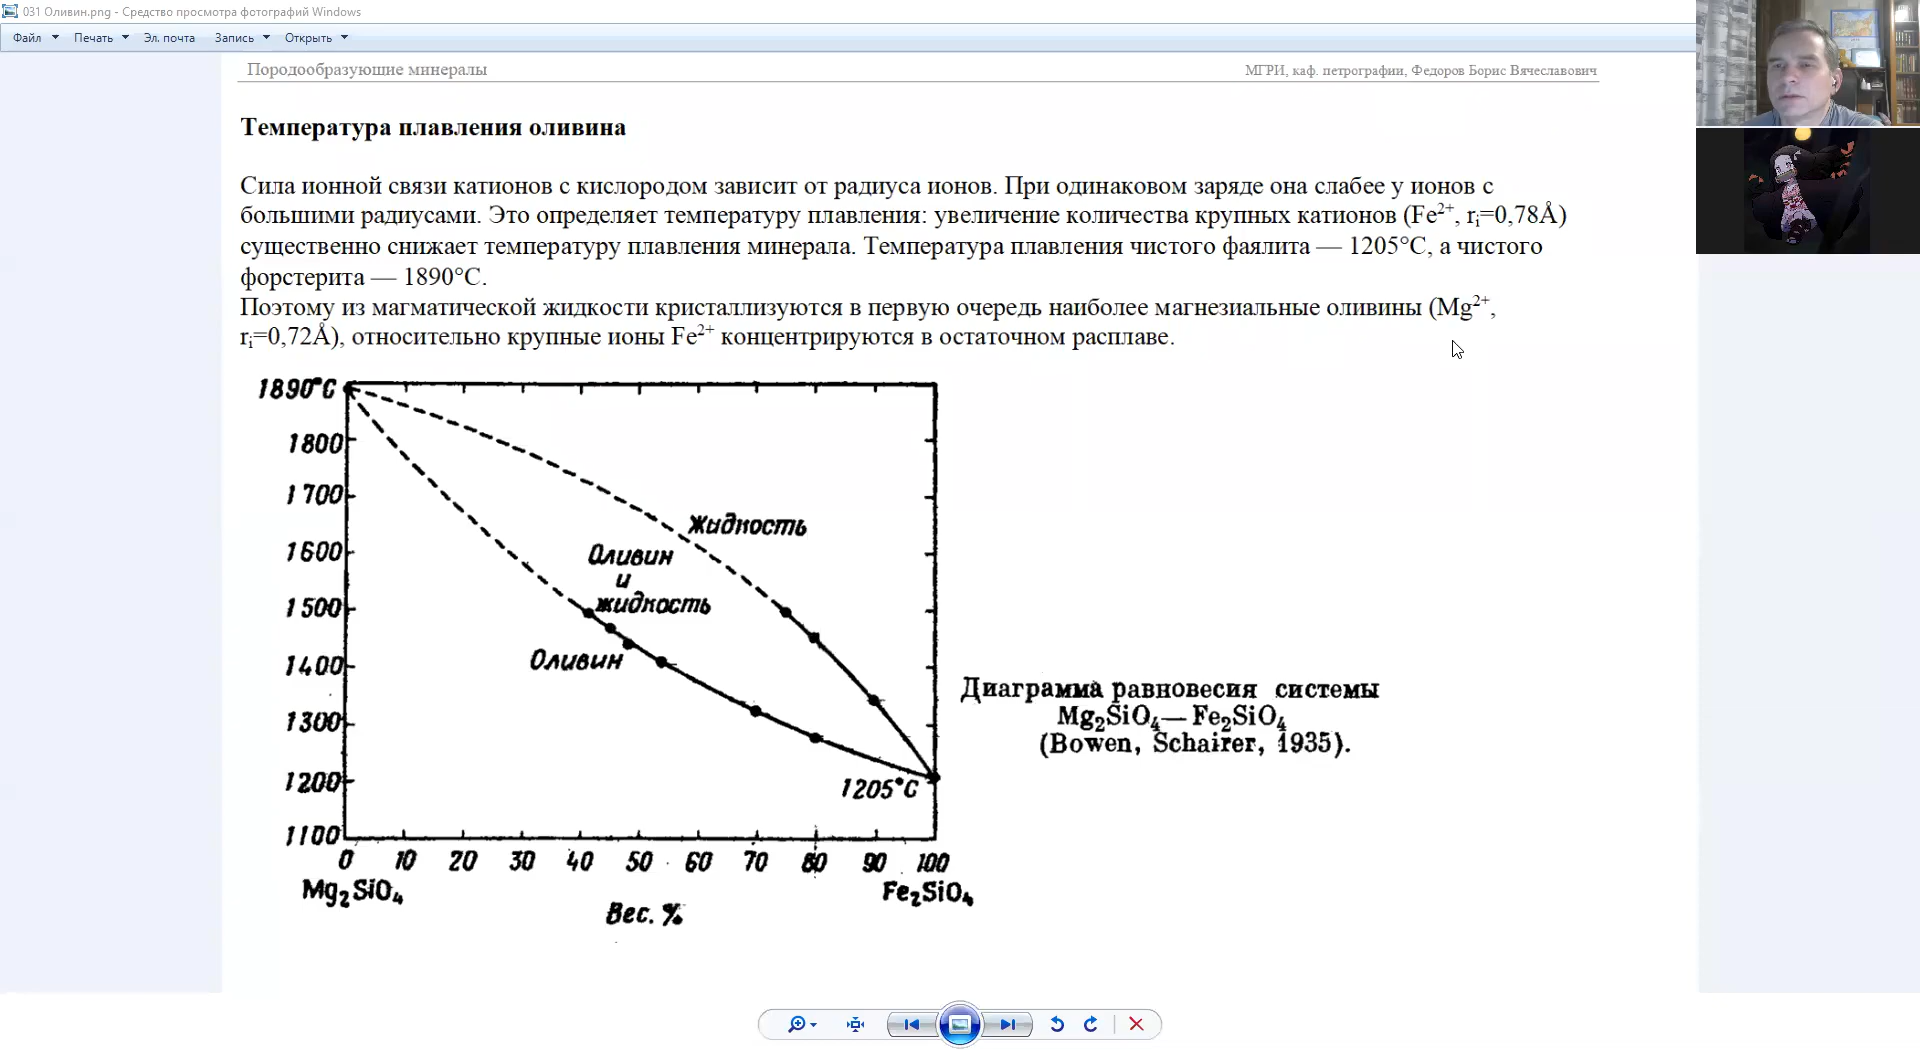 031 Оливин.png - Средство просмотра фотографий Windows
Файл Печать Эл. почта Запись Открыть
Породообразующие минералы
МГРИ, каф. петрографии, Федоров Борис Вячеславович
Температура плавления оливина
Сила ионной связи катионов с кислородом зависит от радиуса ионов. При одинаковом заряде она слабее у ионов с
большими радиусами. Это определяет температуру плавления: увеличение количества крупных катионов (Fe²⁺, rᵢ=0,78Å)
существенно снижает температуру плавления минерала. Температура плавления чистого фаялита — 1205°C, а чистого
форстерита — 1890°C.
Поэтому из магматической жидкости кристаллизуются в первую очередь наиболее магнезиальные оливины (Mg²⁺,
rᵢ=0,72Å), относительно крупные ионы Fe²⁺ концентрируются в остаточном расплаве.
1890°C
1800
1700
1600
1500
1400
1300
1200
1100
Жидкость
Оливин
и
жидкость
Оливин
1205°C
0 10 20 30 40 50 60 70 80 90 100
Mg₂SiO₄
Fe₂SiO₄
Вес. %
Диаграмма равновесия системы
Mg₂SiO₄— Fe₂SiO₄
(Bowen, Schairer, 1935).